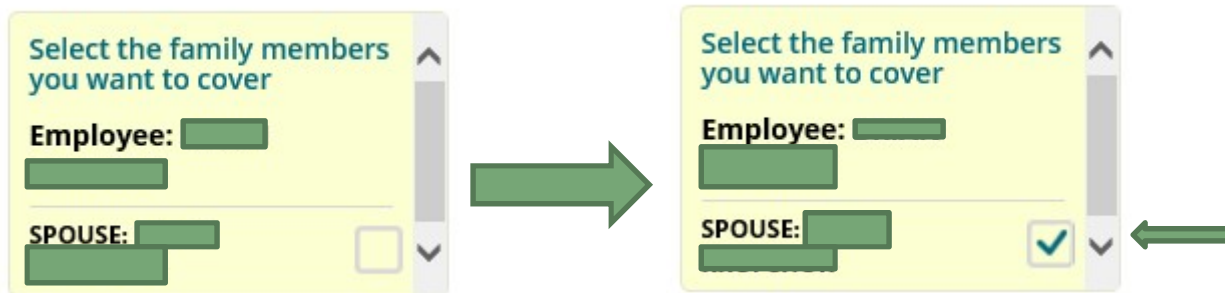 Select the family members
you want to cover
Employee:
SPOUSE:
Select the family members
you want to cover
Employee:
SPOUSE: